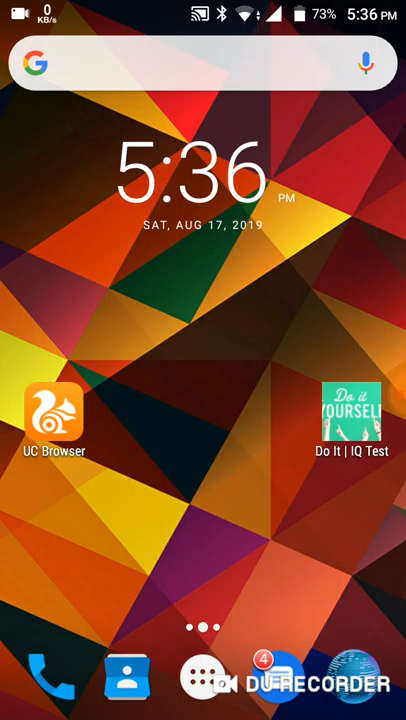 0
KB/s
73%
5:36 PM
G
5:36 PM
SAT, AUG 17, 2019
Do it
YOURSELF
UC Browser
Do It | IQ Test
4
DU RECORDER